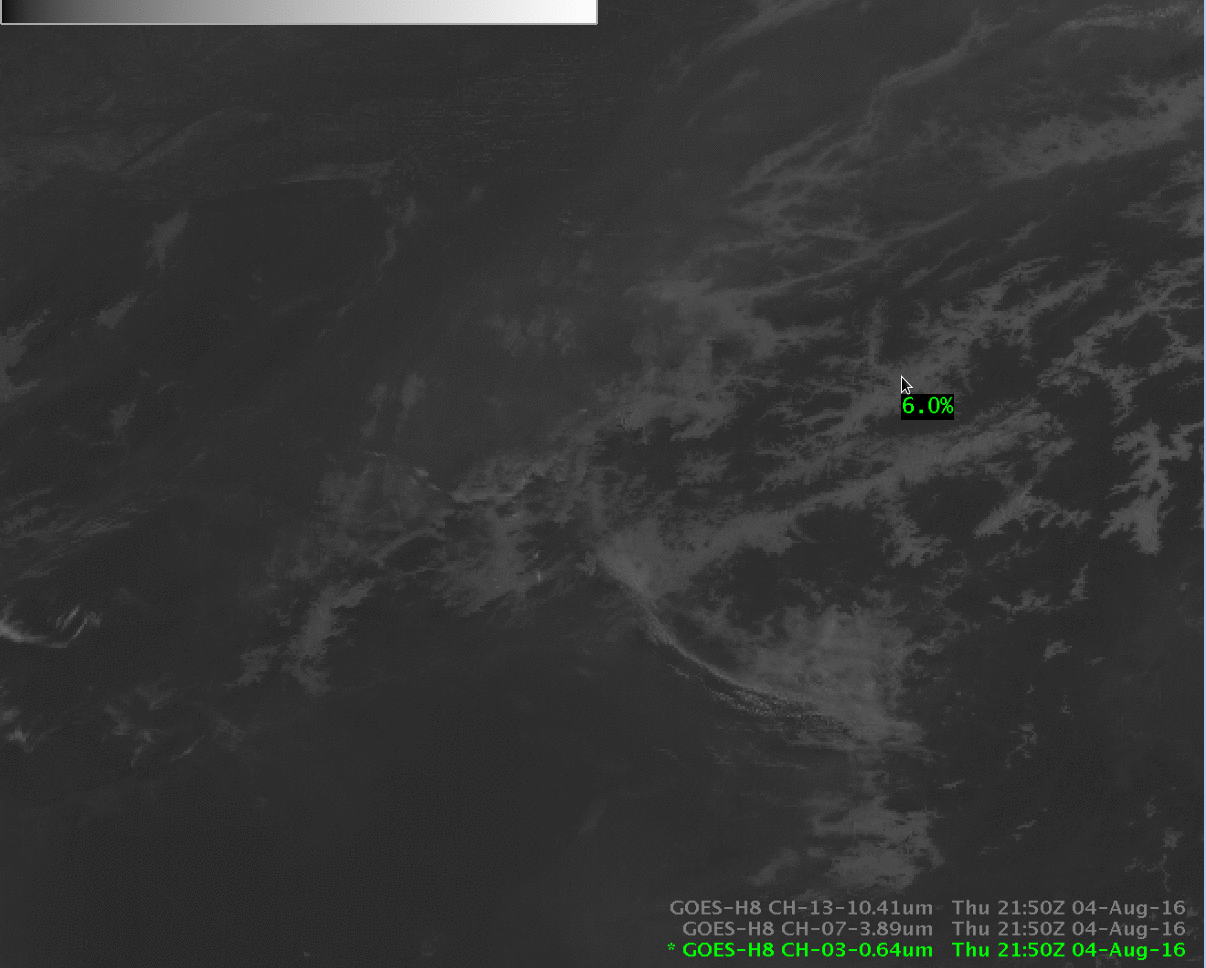 6.0%
GOES-H8 CH-13-10.41um Thu 21:50Z 04-Aug-16
GOES-H8 CH-07-3.89um Thu 21:50Z 04-Aug-16
* GOES-H8 CH-03-0.64um Thu 21:50Z 04-Aug-16